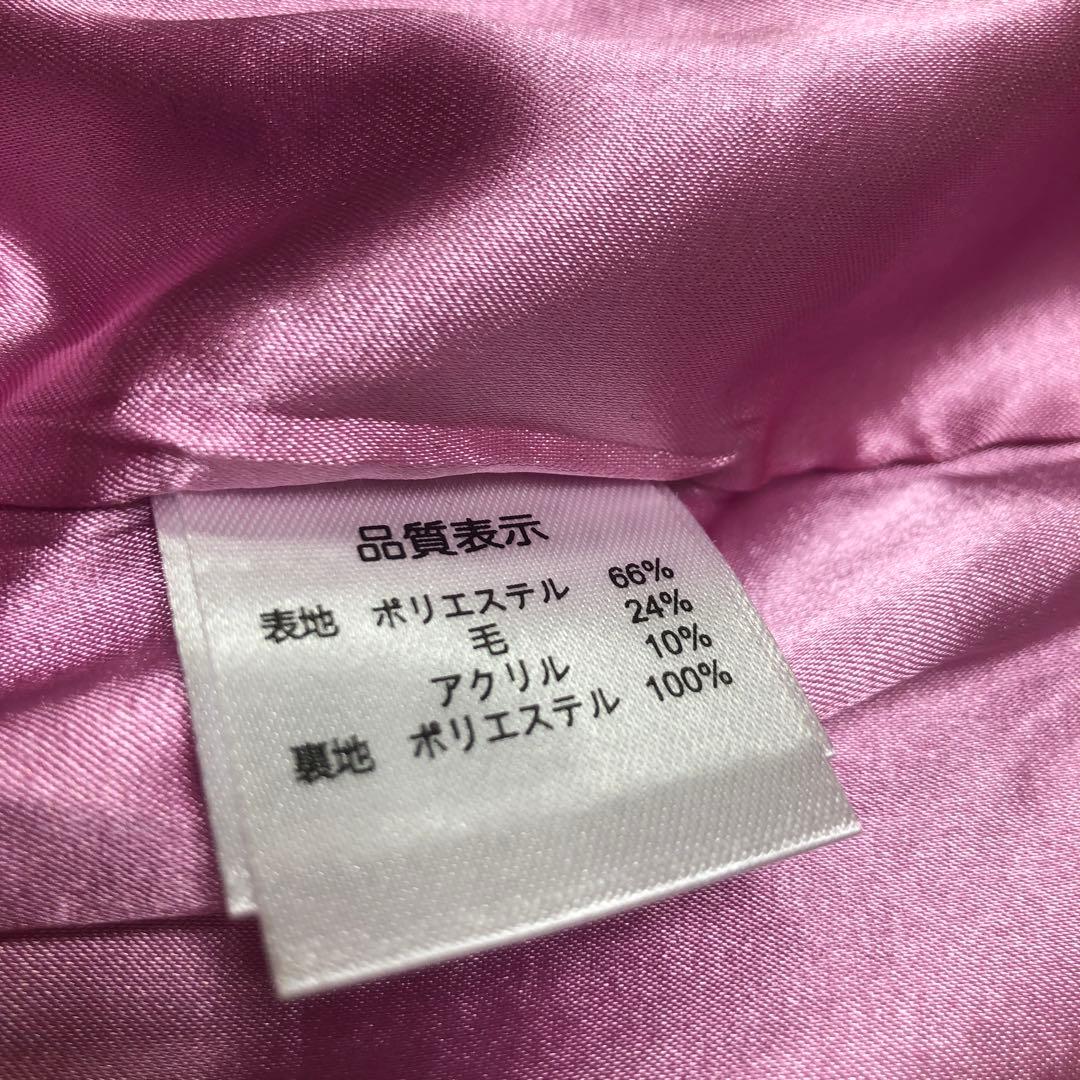 品質表示
表地 ポリエステル 66%
毛 24%
アクリル 10%
裏地 ポリエステル 100%